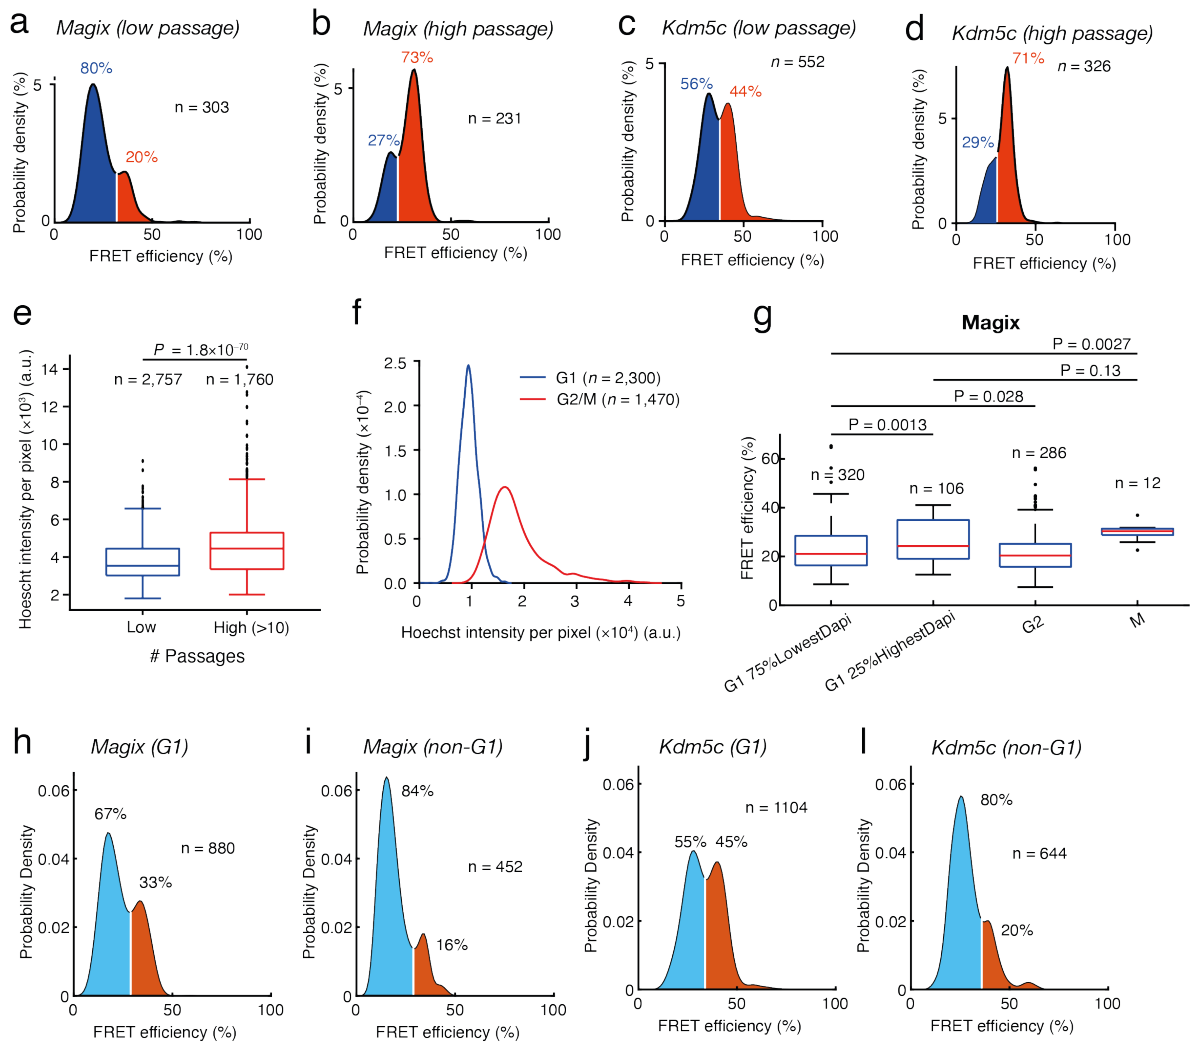 a
Magix (low passage)
80%
5
n = 303
20%
0
0
50
100
FRET efficiency (%)
Probability density (%)
b
Magix (high passage)
73%
5
n = 231
27%
0
0
50
100
FRET efficiency (%)
Probability density (%)
c
Kdm5c (low passage)
5
n = 552
56%
44%
0
0
50
100
FRET efficiency (%)
Probability density (%)
d
Kdm5c (high passage)
71%
n = 326
5
29%
0
0
50
100
FRET efficiency (%)
Probability density (%)
e
P = 1.8×10⁻⁷⁰
n = 2,757
n = 1,760
14
12
10
8
6
4
2
Low
High (>10)
# Passages
Hoescht intensity per pixel (×10³) (a.u.)
f
2.5
2.0
1.5
1.0
0.5
0.0
G1 (n = 2,300)
G2/M (n = 1,470)
0
1
2
3
4
5
Hoechst intensity per pixel (×10⁴) (a.u.)
Probability density (×10⁻⁴)
g
Magix
P = 0.0027
P = 0.13
P = 0.028
P = 0.0013
n = 320
n = 106
n = 286
n = 12
60
40
20
0
FRET efficiency (%)
G1 75%LowestDapi
G1 25%HighestDapi
G2
M
h
Magix (G1)
0.06
67%
n = 880
0.04
33%
0.02
0
0
50
100
FRET efficiency (%)
Probability Density
i
Magix (non-G1)
0.06
84%
n = 452
0.04
16%
0.02
0
0
50
100
FRET efficiency (%)
Probability Density
j
Kdm5c (G1)
0.06
n = 1104
55%
45%
0.04
0.02
0
0
50
100
FRET efficiency (%)
Probability Density
l
Kdm5c (non-G1)
0.06
80%
n = 644
0.04
20%
0.02
0
0
50
100
FRET efficiency (%)
Probability Density